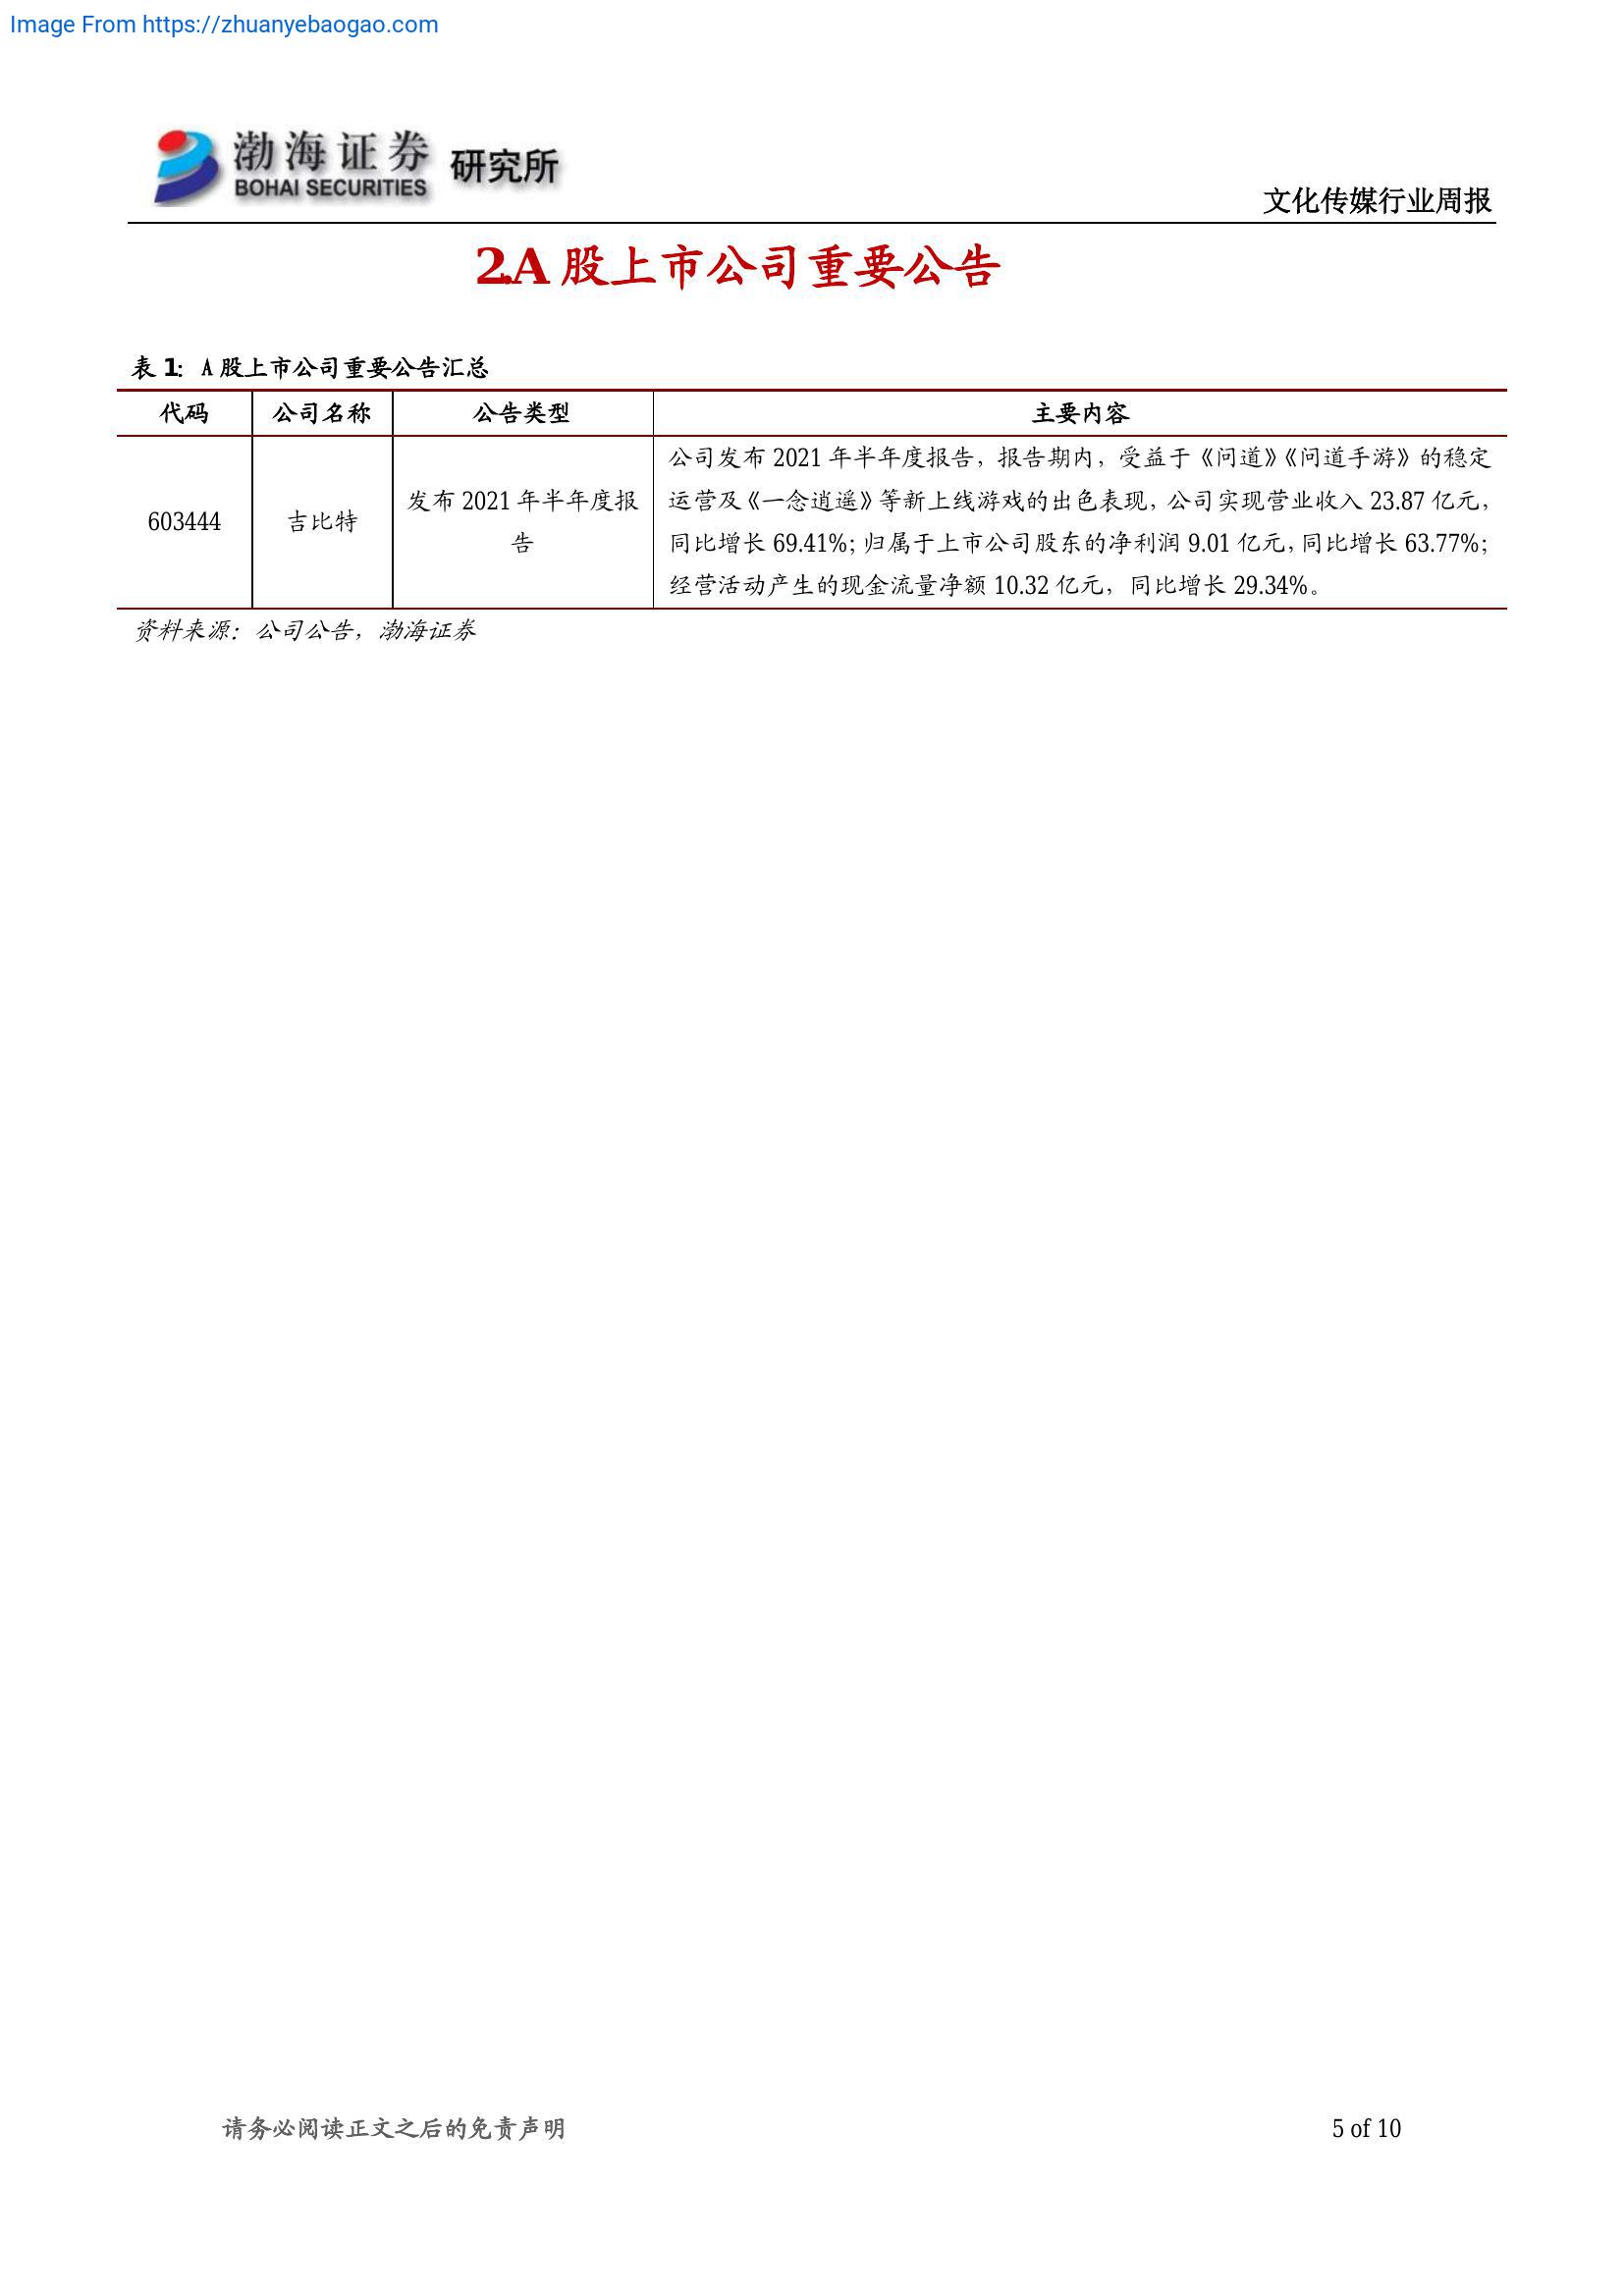 Image From https://zhuanyebaogao.com
渤海证券 研究所
BOHAI SECURITIES
文化传媒行业周报
2.A 股上市公司重要公告
表 1: A 股上市公司重要公告汇总
代码 公司名称 公告类型 主要内容
603444 吉比特 发布 2021 年半年度报
告
公司发布 2021 年半年度报告，报告期内，受益于《问道》《问道手游》的稳定
运营及《一念逍遥》等新上线游戏的出色表现，公司实现营业收入 23.87 亿元，
同比增长 69.41%；归属于上市公司股东的净利润 9.01 亿元，同比增长 63.77%；
经营活动产生的现金流量净额 10.32 亿元，同比增长 29.34%。
资料来源：公司公告，渤海证券
请务必阅读正文之后的免责声明
5 of 10